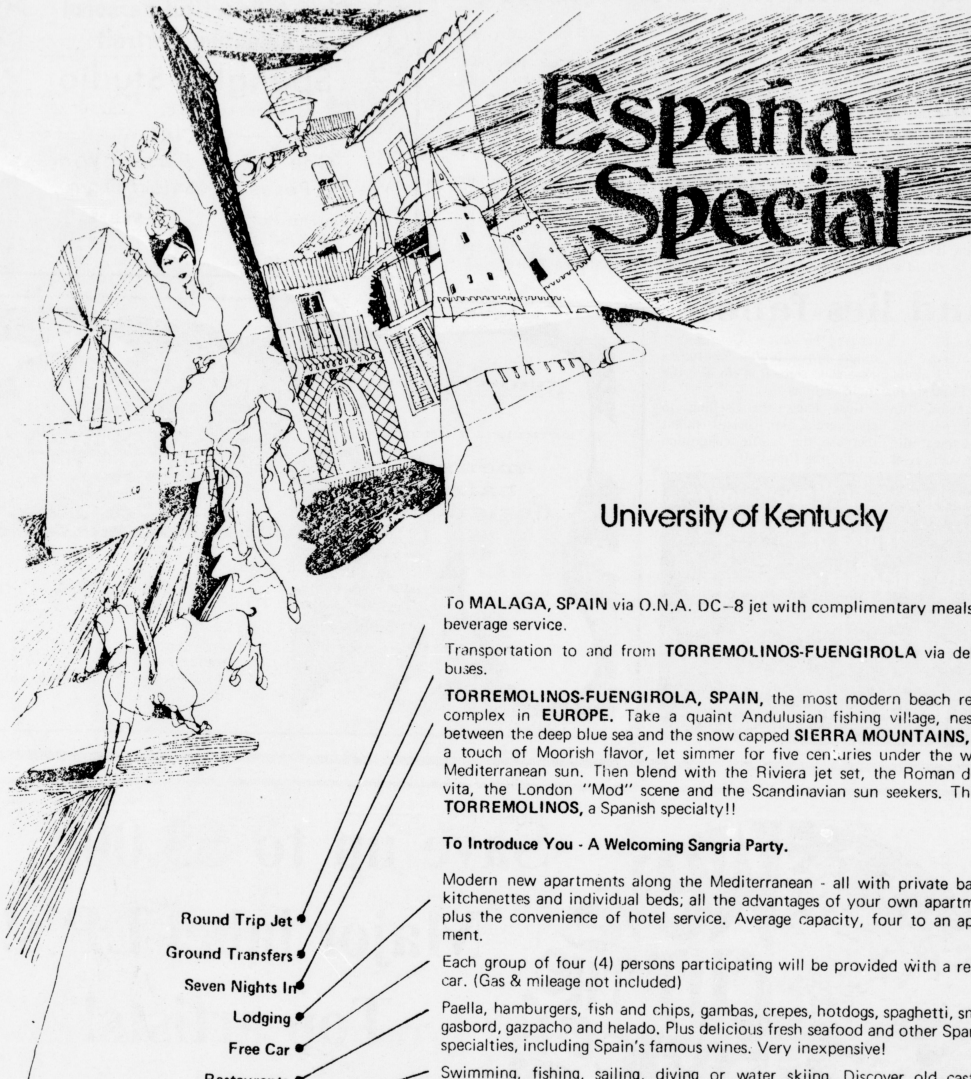 España
Special
University of Kentucky
To MALAGA, SPAIN via O.N.A. DC-8 jet with complimentary meals
beverage service.
Transportation to and from TORREMOLINOS-FUENGIROLA via de
buses.
TORREMOLINOS-FUENGIROLA, SPAIN, the most modern beach re
complex in EUROPE. Take a quaint Andulusian fishing village, nes
between the deep blue sea and the snow capped SIERRA MOUNTAINS,
a touch of Moorish flavor, let simmer for five centuries under the w
Mediterranean sun. Then blend with the Riviera jet set, the Roman d
vita, the London "Mod" scene and the Scandinavian sun seekers. Th
TORREMOLINOS, a Spanish specialty!!
To Introduce You - A Welcoming Sangria Party.
Modern new apartments along the Mediterranean - all with private ba
kitchenettes and individual beds; all the advantages of your own apartm
plus the convenience of hotel service. Average capacity, four to an ap
ment.
Each group of four (4) persons participating will be provided with a re
car. (Gas & mileage not included)
Paella, hamburgers, fish and chips, gambas, crepes, hotdogs, spaghetti, sm
gasbord, gazpacho and helado. Plus delicious fresh seafood and other Span
specialties, including Spain's famous wines. Very inexpensive!
Swimming, fishing, sailing, diving or water skiing. Discover old cast
Round Trip Jet
Ground Transfers
Seven Nights In
Lodging
Free Car